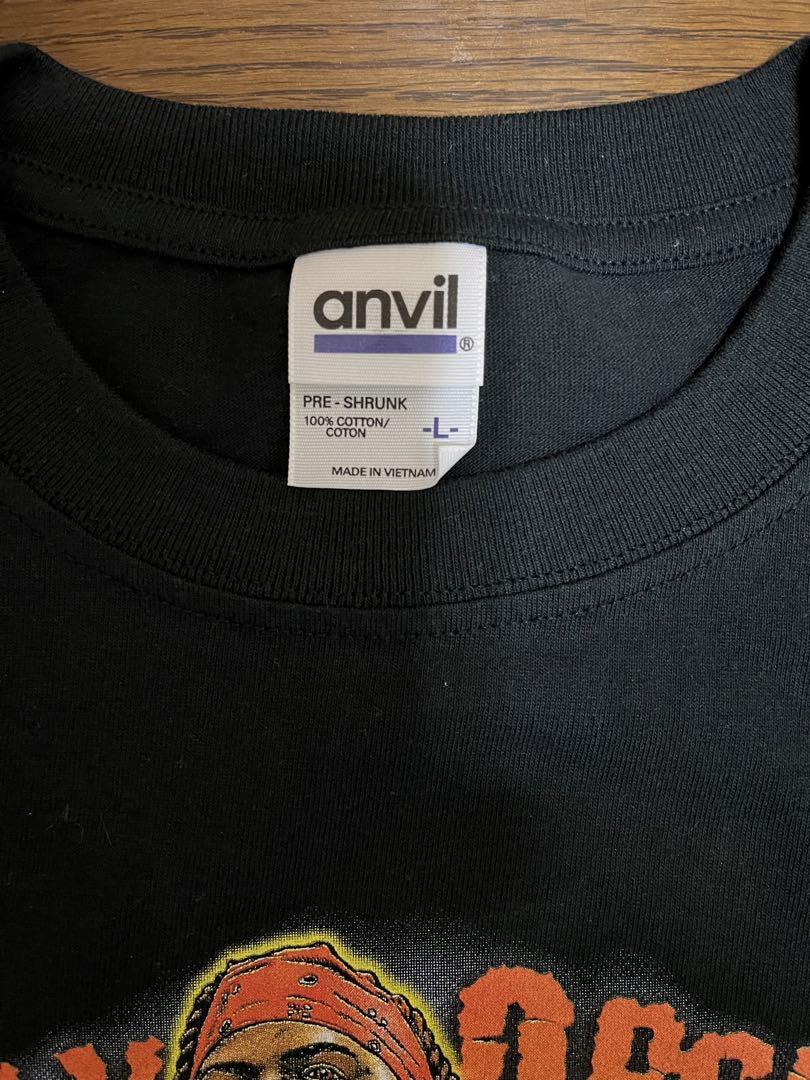 anvil
®
PRE - SHRUNK
100% COTTON/
COTON
-L-
MADE IN VIETNAM